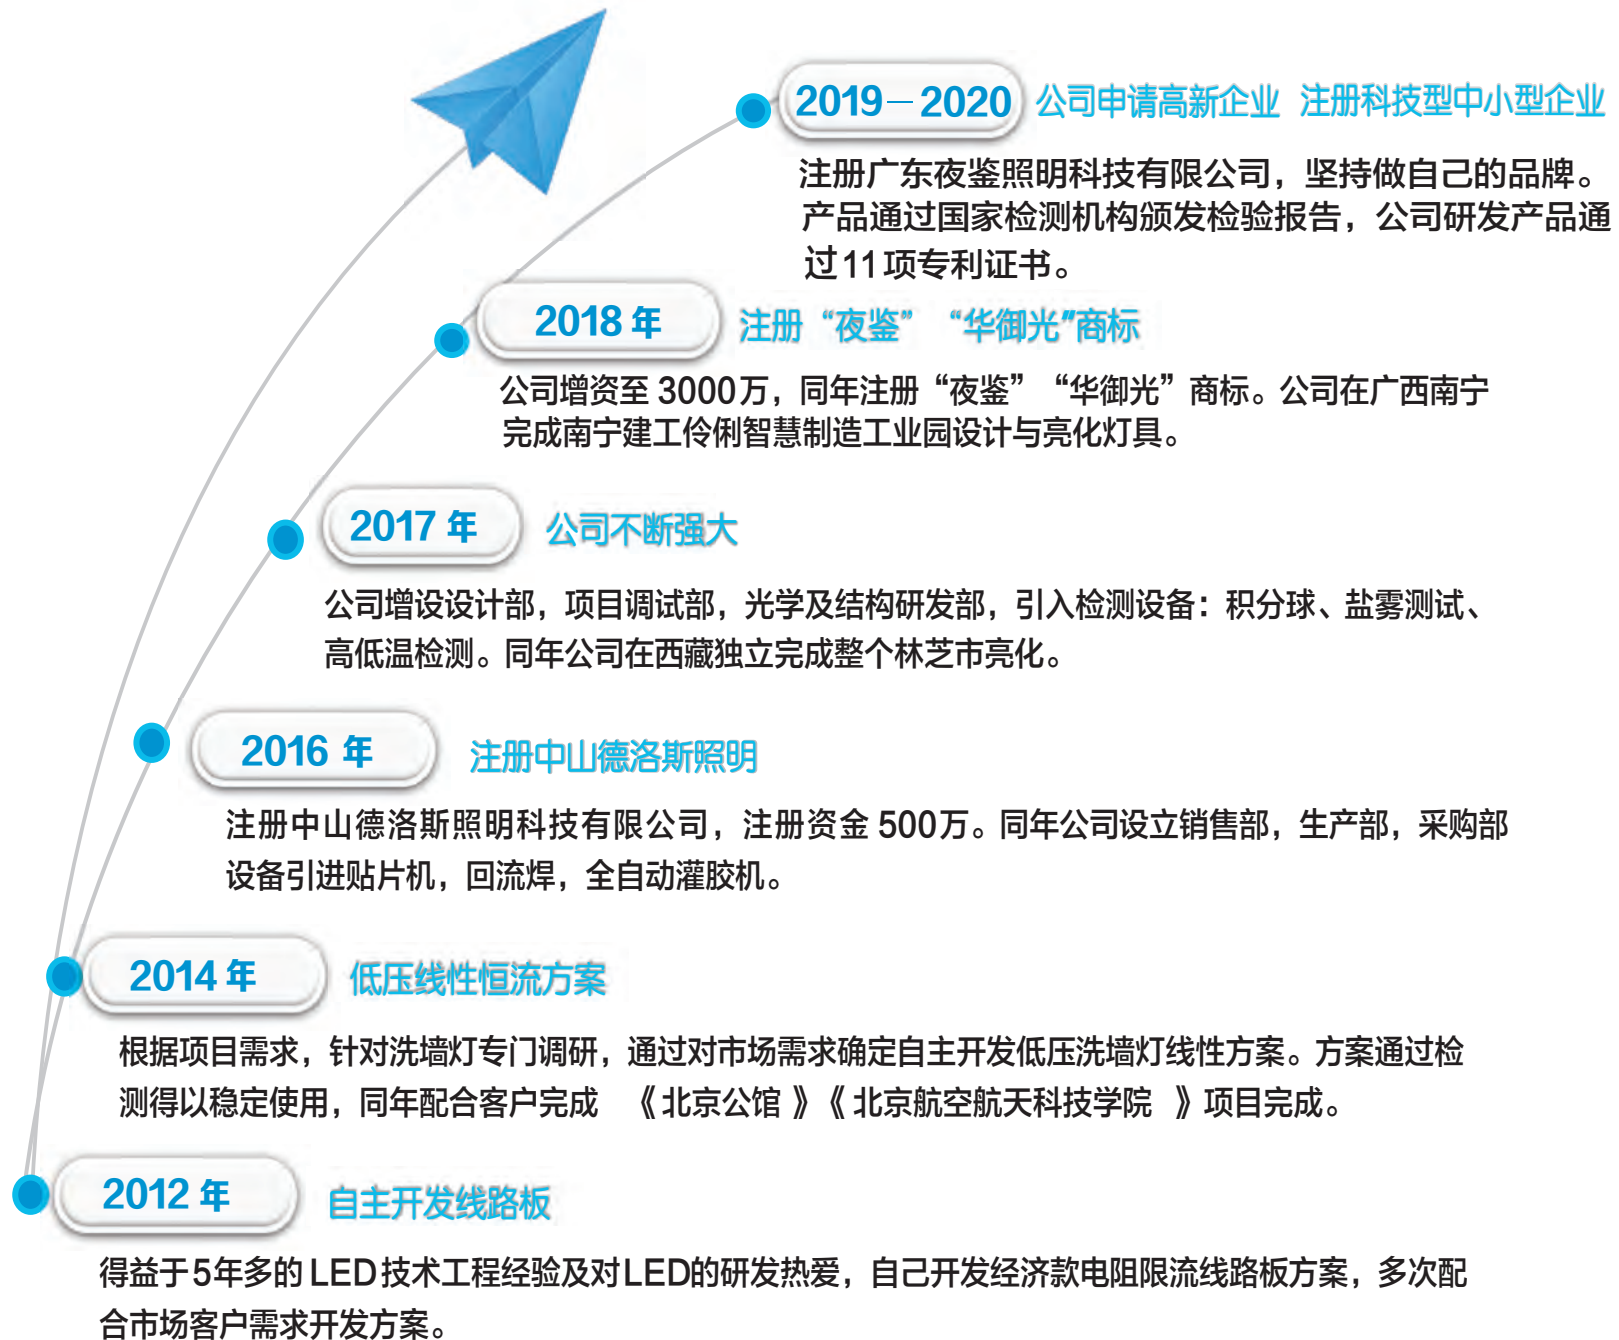 2019－2020 公司申请高新企业 注册科技型中小型企业
注册广东夜鉴照明科技有限公司，坚持做自己的品牌。
产品通过国家检测机构颁发检验报告，公司研发产品通
过11项专利证书。
2018 年 注册“夜鉴” “华御光”商标
公司增资至 3000万，同年注册“夜鉴” “华御光”商标。公司在广西南宁
完成南宁建工伶俐智慧制造工业园设计与亮化灯具。
2017 年 公司不断强大
公司增设设计部，项目调试部，光学及结构研发部，引入检测设备：积分球、盐雾测试、
高低温检测。同年公司在西藏独立完成整个林芝市亮化。
2016 年 注册中山德洛斯照明
注册中山德洛斯照明科技有限公司，注册资金 500万。同年公司设立销售部，生产部，采购部
设备引进贴片机，回流焊，全自动灌胶机。
2014 年 低压线性恒流方案
根据项目需求，针对洗墙灯专门调研，通过对市场需求确定自主开发低压洗墙灯线性方案。方案通过检
测得以稳定使用，同年配合客户完成 《北京公馆 》《 北京航空航天科技学院 》项目完成。
2012 年 自主开发线路板
得益于5年多的 LED技术工程经验及对LED的研发热爱，自己开发经济款电阻限流线路板方案，多次配
合市场客户需求开发方案。